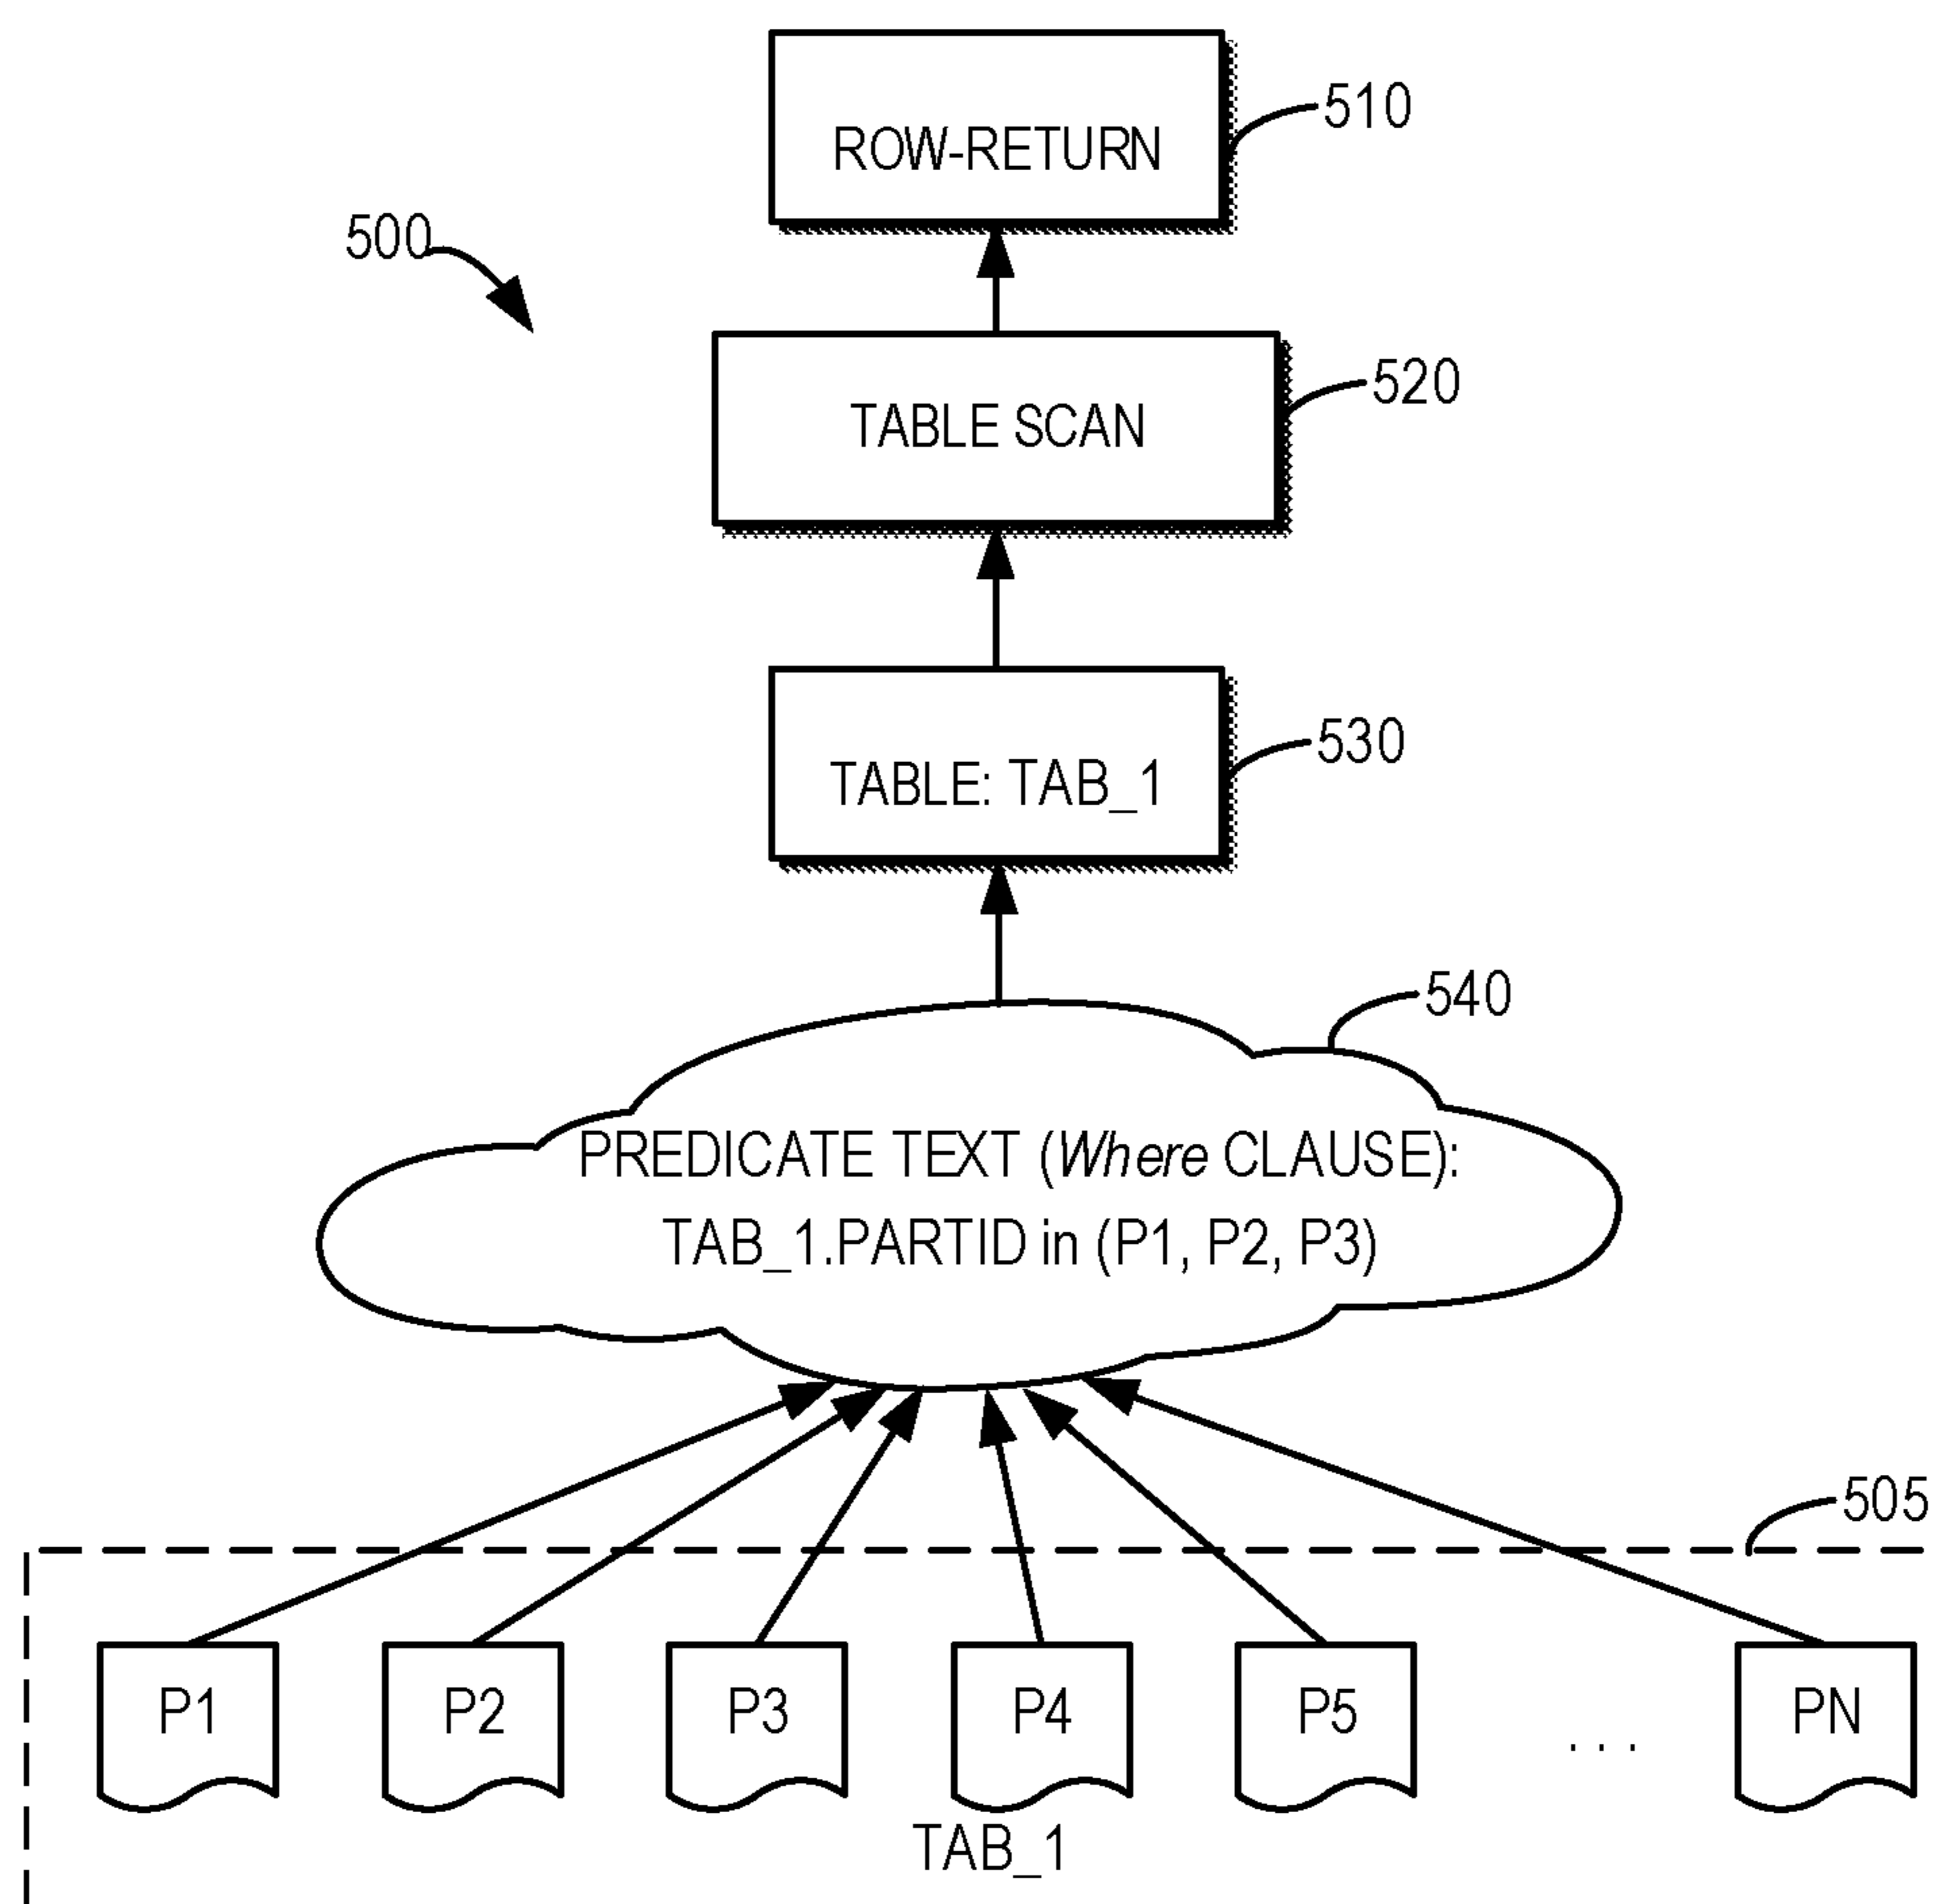 510
ROW-RETURN
500
520
TABLE SCAN
530
TABLE: TAB_1
540
PREDICATE TEXT (Where CLAUSE):
TAB_1.PARTID in (P1, P2, P3)
505
P1 P2 P3 P4 P5 . . . PN
TAB_1